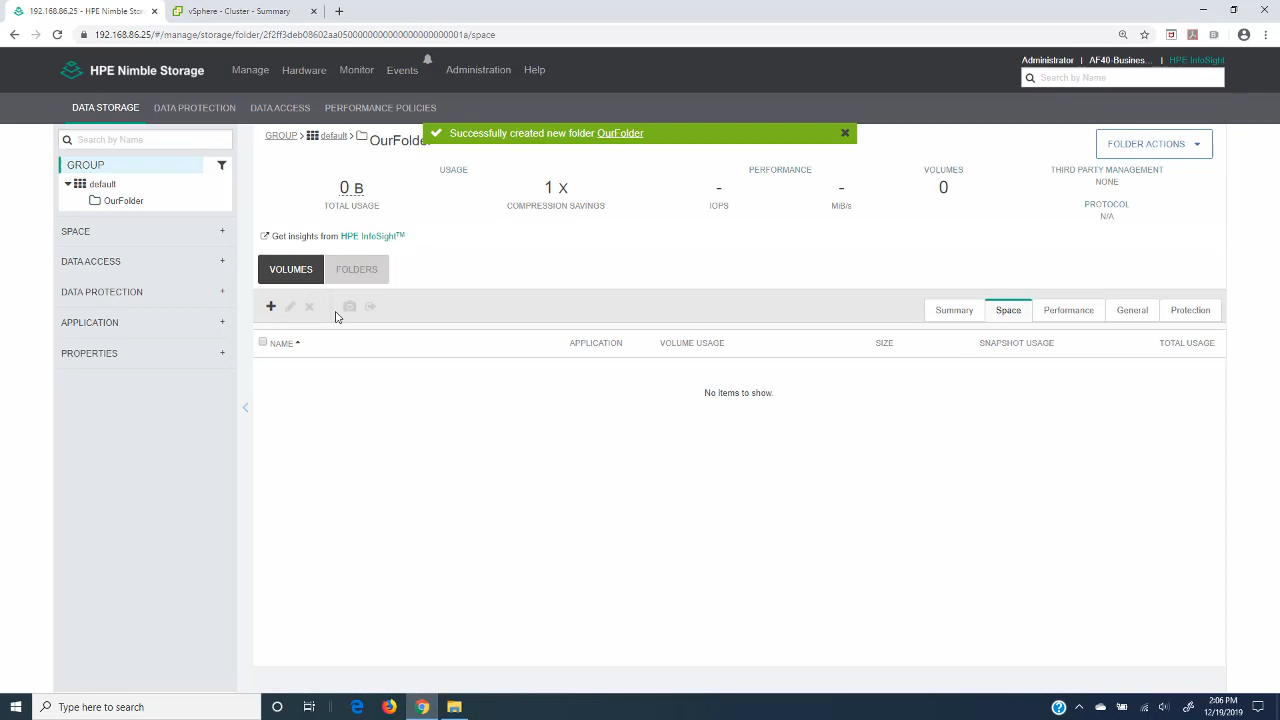 192.168.86.25 - HPE Nimble Storage
vSphere - Cluster - Summary
192.168.86.25/#/manage/storage/folder/2f2ff3deb08602aa05000000000000000000000001a/space
HPE Nimble Storage
Manage
Hardware
Monitor
Events
Administration
Help
Administrator | AF40-Busines... | HPE InfoSight
Search by Name
DATA STORAGE
DATA PROTECTION
DATA ACCESS
PERFORMANCE POLICIES
Successfully created new folder OurFolder
Search by Name
GROUP
default
OurFolder
SPACE +
DATA ACCESS +
DATA PROTECTION +
APPLICATION +
PROPERTIES +
GROUP > default >
FOLDER ACTIONS
USAGE
PERFORMANCE
VOLUMES
THIRD PARTY MANAGEMENT
NONE
0 B
1 X
-
-
0
TOTAL USAGE
COMPRESSION SAVINGS
IOPS
MiB/s
PROTOCOL
N/A
Get insights from HPE InfoSight™
VOLUMES
FOLDERS
Summary
Space
Performance
General
Protection
NAME
APPLICATION
VOLUME USAGE
SIZE
SNAPSHOT USAGE
TOTAL USAGE
No items to show.
Type here to search
2:06 PM
12/19/2019